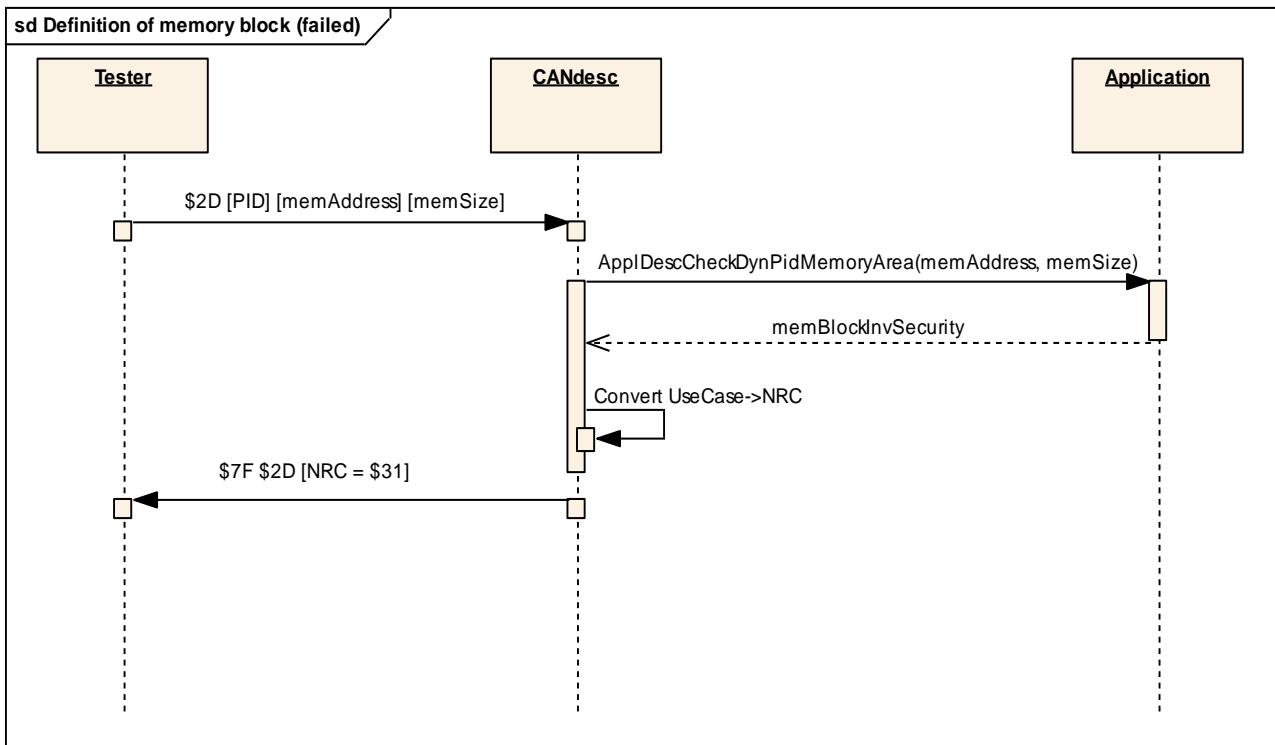 sd Definition of memory block (failed)
Tester
CANdesc
Application
$2D [PID] [memAddress] [memSize]
ApplDescCheckDynPidMemoryArea(memAddress, memSize)
memBlockInvSecurity
Convert UseCase->NRC
$7F $2D [NRC = $31]